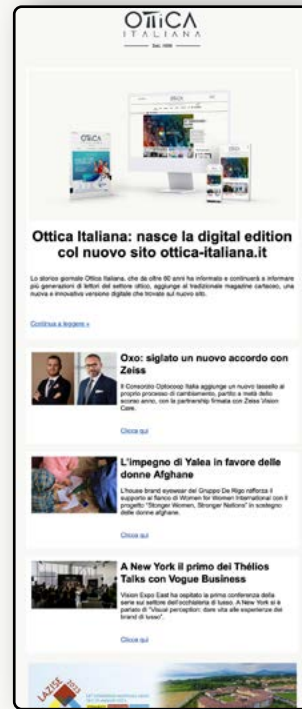 OTTICA
ITALIANA
Dal 1956
Ottica Italiana: nasce la digital edition
col nuovo sito ottica-italiana.it
Lo storico giornale Ottica Italiana, che da oltre 60 anni ha informato e continuerà a informare
più generazioni di lettori del settore ottico, aggiunge al tradizionale magazine cartaceo, una
nuova e innovativa versione digitale che trovate sul nuovo sito.
Continua a leggere »
Oxo: siglato un nuovo accordo con
Zeiss
Il Consorzio Optocoop Italia aggiunge un nuovo tassello al
proprio processo di cambiamento, partito a metà dello
scorso anno, con la partnership firmata con Zeiss Vision
Care.
Clicca qui
L'impegno di Yalea in favore delle
donne Afghane
L'house brand eyewear del Gruppo De Rigo rafforza il
supporto al fianco di Women for Women International con il
progetto "Stonger Women, Stronger Nations" in sostegno
delle donne afghane.
Clicca qui
A New York il primo dei Thélios
Talks con Vogue Business
Vision Expo East ha ospitato la prima conferenza della
serie sul settore dell'occhialeria di lusso. A New York si è
parlato di "Visual perception: dare vita alle esperienze dei
brand di lusso".
Clicca qui
LAZISE
2023